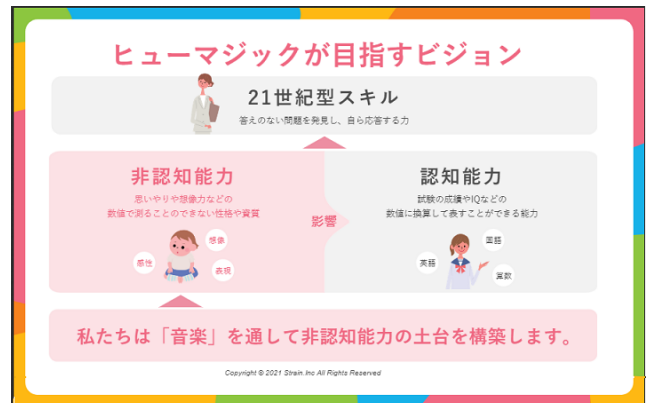 ヒューマジックが目指すビジョン
21世紀型スキル
答えのない問題を発見し、自ら応答する力
非認知能力
思いやりや想像力などの
数値で測ることのできない性格や資質
想像
感性
表現
影響
認知能力
試験の成績やIQなどの
数値に換算して表すことができる能力
国語
英語
算数
私たちは「音楽」を通して非認知能力の土台を構築します。
Copyright © 2021 Strain.Inc All Rights Reserved